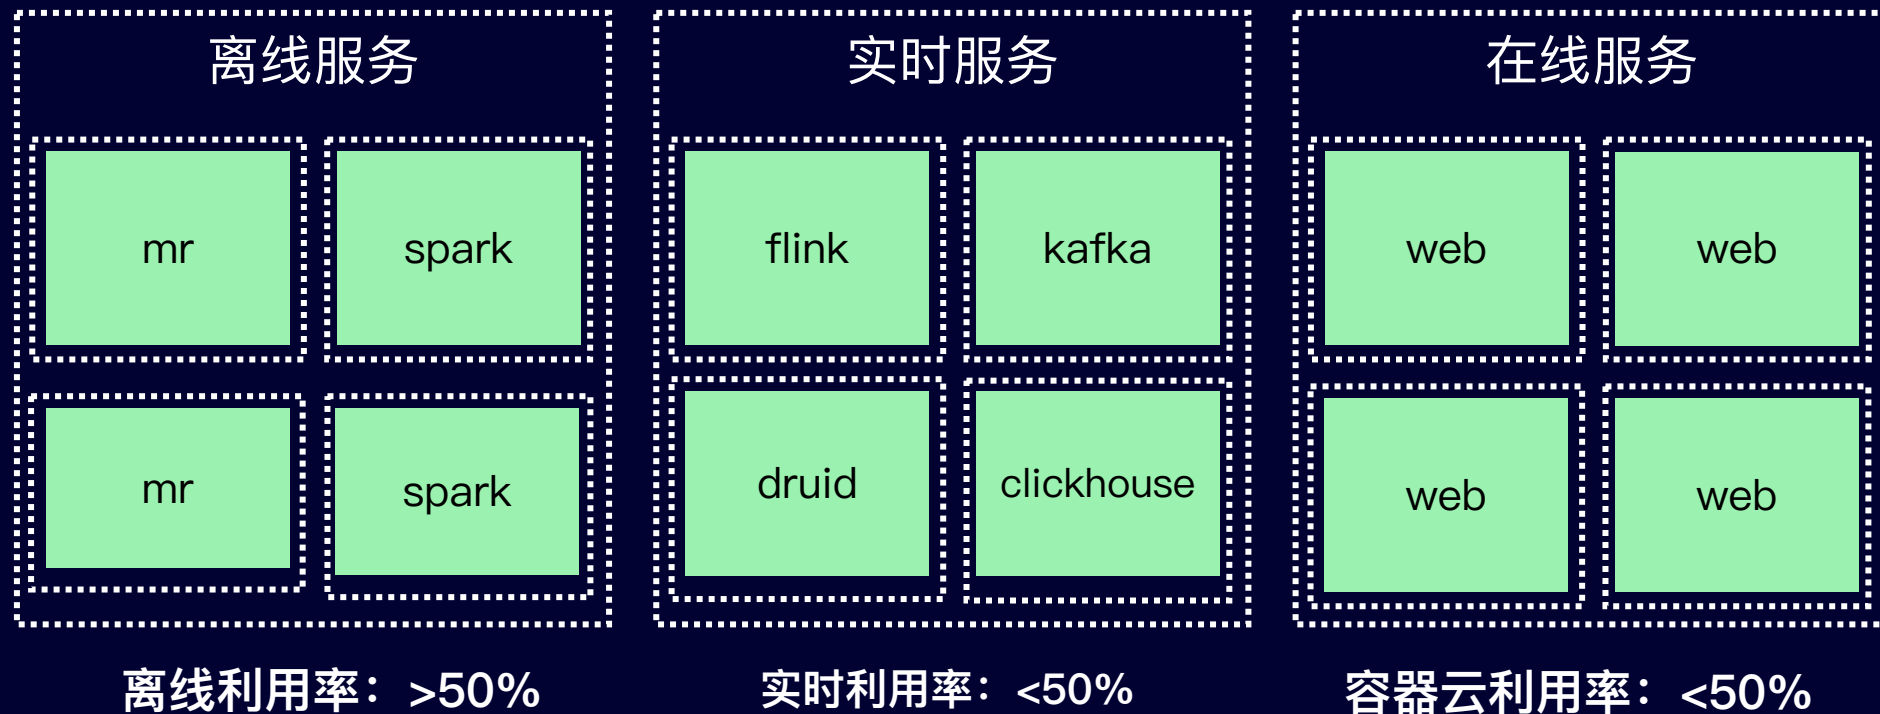 离线服务
mr
spark
mr
spark
离线利用率：>50%
实时服务
flink
kafka
druid
clickhouse
实时利用率：<50%
在线服务
web
web
web
web
容器云利用率：<50%